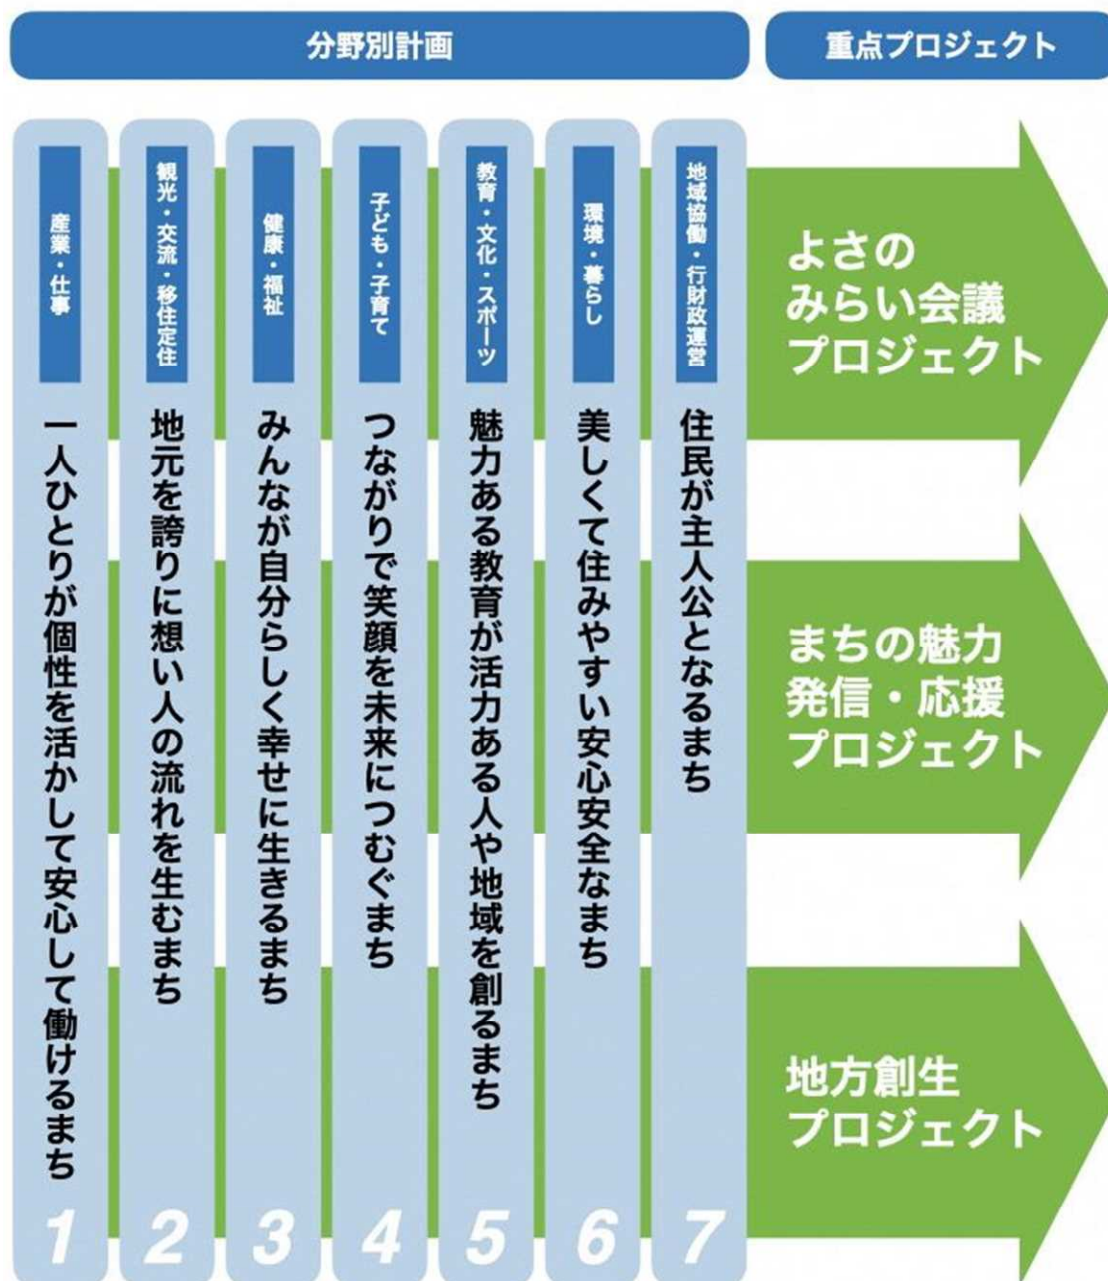 分野別計画
重点プロジェクト
産業・仕事
一人ひとりが個性を活かして安心して働けるまち
1
観光・交流・移住定住
地元を誇りに想い人の流れを生むまち
2
健康・福祉
みんなが自分らしく幸せに生きるまち
3
子ども・子育て
つながりで笑顔を未来につむぐまち
4
教育・文化・スポーツ
魅力ある教育が活力ある人や地域を創るまち
5
環境・暮らし
美しくて住みやすい安心安全なまち
6
地域協働・行財政運営
住民が主人公となるまち
7
よさの
みらい会議
プロジェクト
まちの魅力
発信・応援
プロジェクト
地方創生
プロジェクト